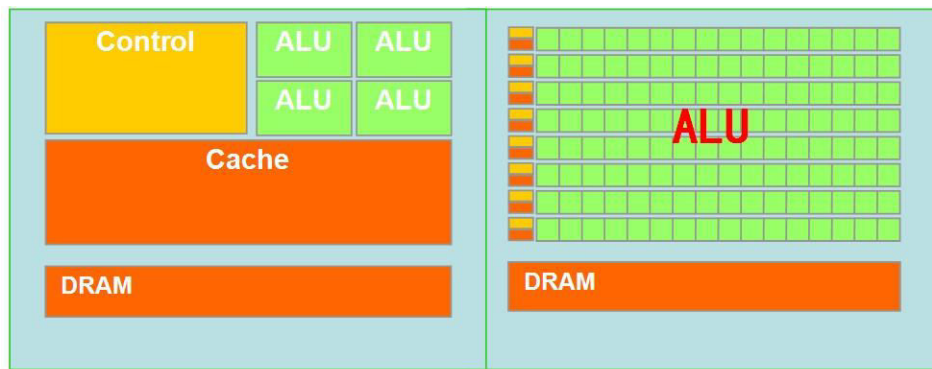 Control
ALU ALU
ALU ALU
Cache
DRAM
ALU
DRAM